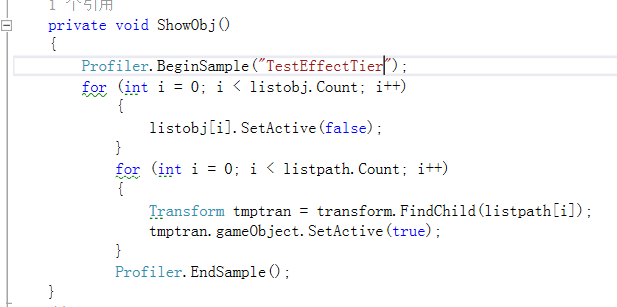 1 个引用
private void ShowObj()
{
Profiler.BeginSample("TestEffectTier");
for (int i = 0; i < listobj.Count; i++)
{
listobj[i].SetActive(false);
}
for (int i = 0; i < listpath.Count; i++)
{
Transform tmptran = transform.FindChild(listpath[i]);
tmptran.gameObject.SetActive(true);
}
Profiler.EndSample();
}